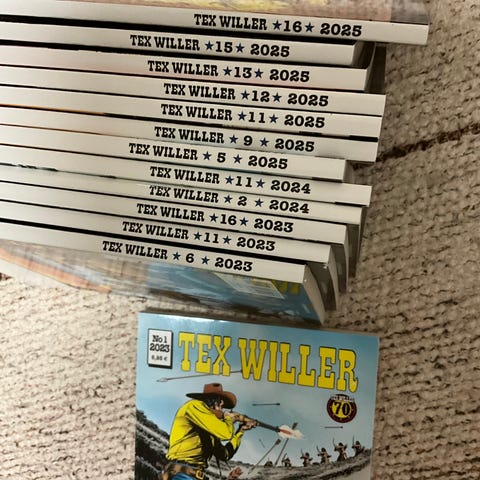 TEX WILLER ★16★ 2025
TEX WILLER ★15★ 2025
TEX WILLER ★13★ 2025
TEX WILLER ★12★ 2025
TEX WILLER ★11★ 2025
TEX WILLER ★ 9 ★ 2025
TEX WILLER ★ 5 ★ 2025
TEX WILLER ★11★ 2024
TEX WILLER ★ 2 ★ 2024
TEX WILLER ★16★ 2023
TEX WILLER ★11★ 2023
TEX WILLER ★ 6 ★ 2023
No 1
2023
6,95 €
TEX WILLER
70